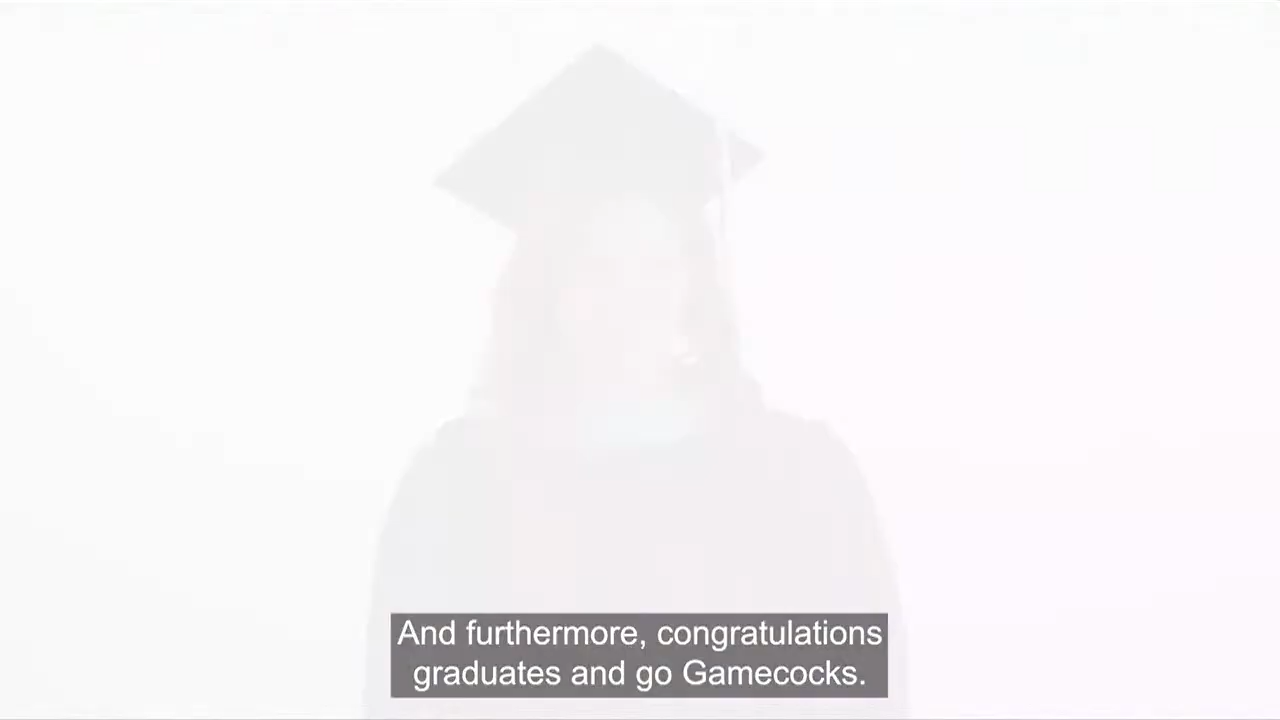 And furthermore, congratulations
graduates and go Gamecocks.